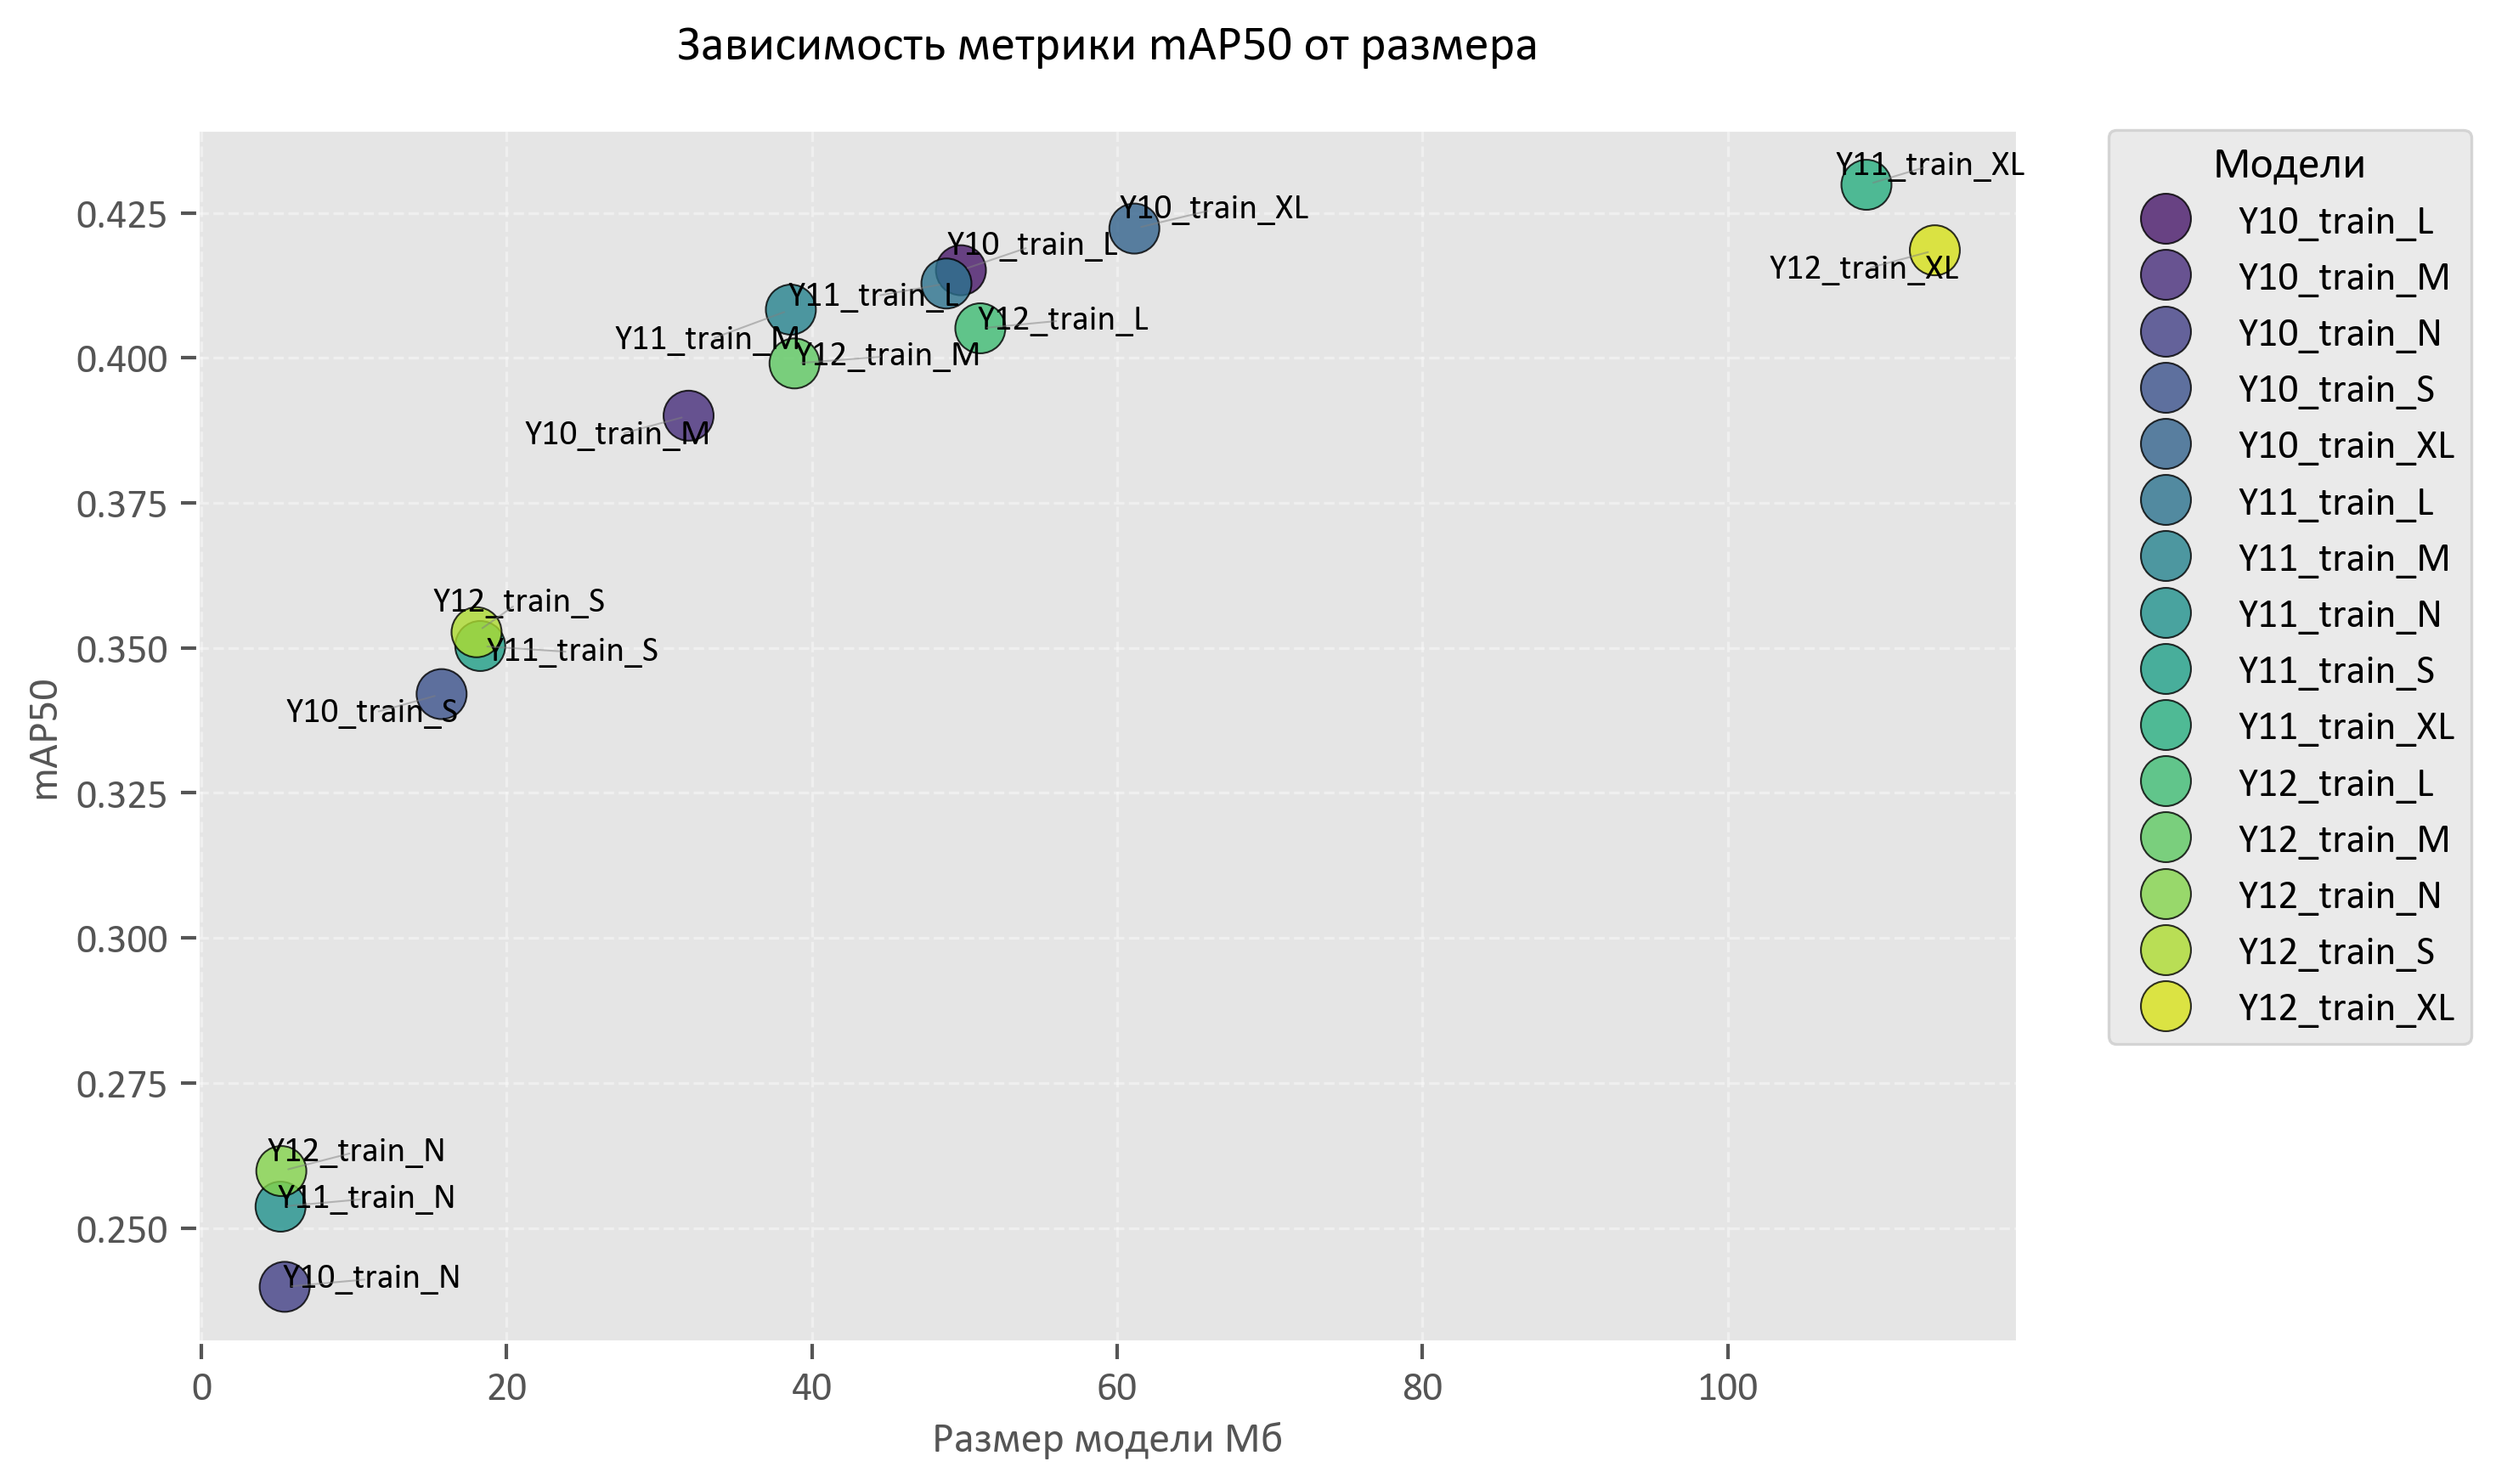 Зависимость метрики mAP50 от размера
mAP50
0.425
0.400
0.375
0.350
0.325
0.300
0.275
0.250
Y11_train_XL
Y10_train_XL
Y10_train_L
Y12_train_XL
Y11_train_L
Y12_train_L
Y11_train_M
Y12_train_M
Y10_train_M
Y12_train_S
Y11_train_S
Y10_train_S
Y12_train_N
Y11_train_N
Y10_train_N
0 20 40 60 80 100
Размер модели Мб
Модели
Y10_train_L
Y10_train_M
Y10_train_N
Y10_train_S
Y10_train_XL
Y11_train_L
Y11_train_M
Y11_train_N
Y11_train_S
Y11_train_XL
Y12_train_L
Y12_train_M
Y12_train_N
Y12_train_S
Y12_train_XL